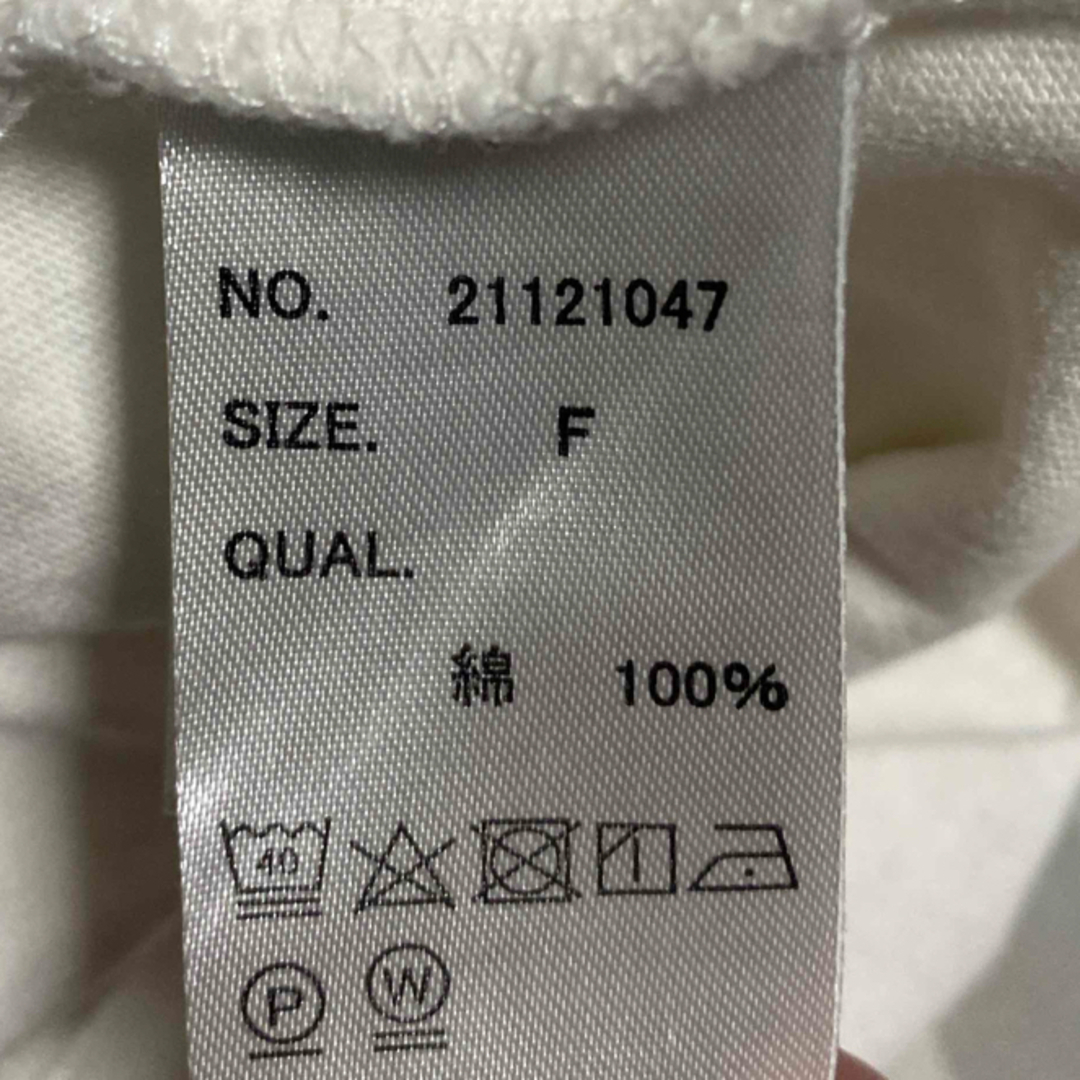 NO. 21121047
SIZE. F
QUAL.
綿 100%
40
P W